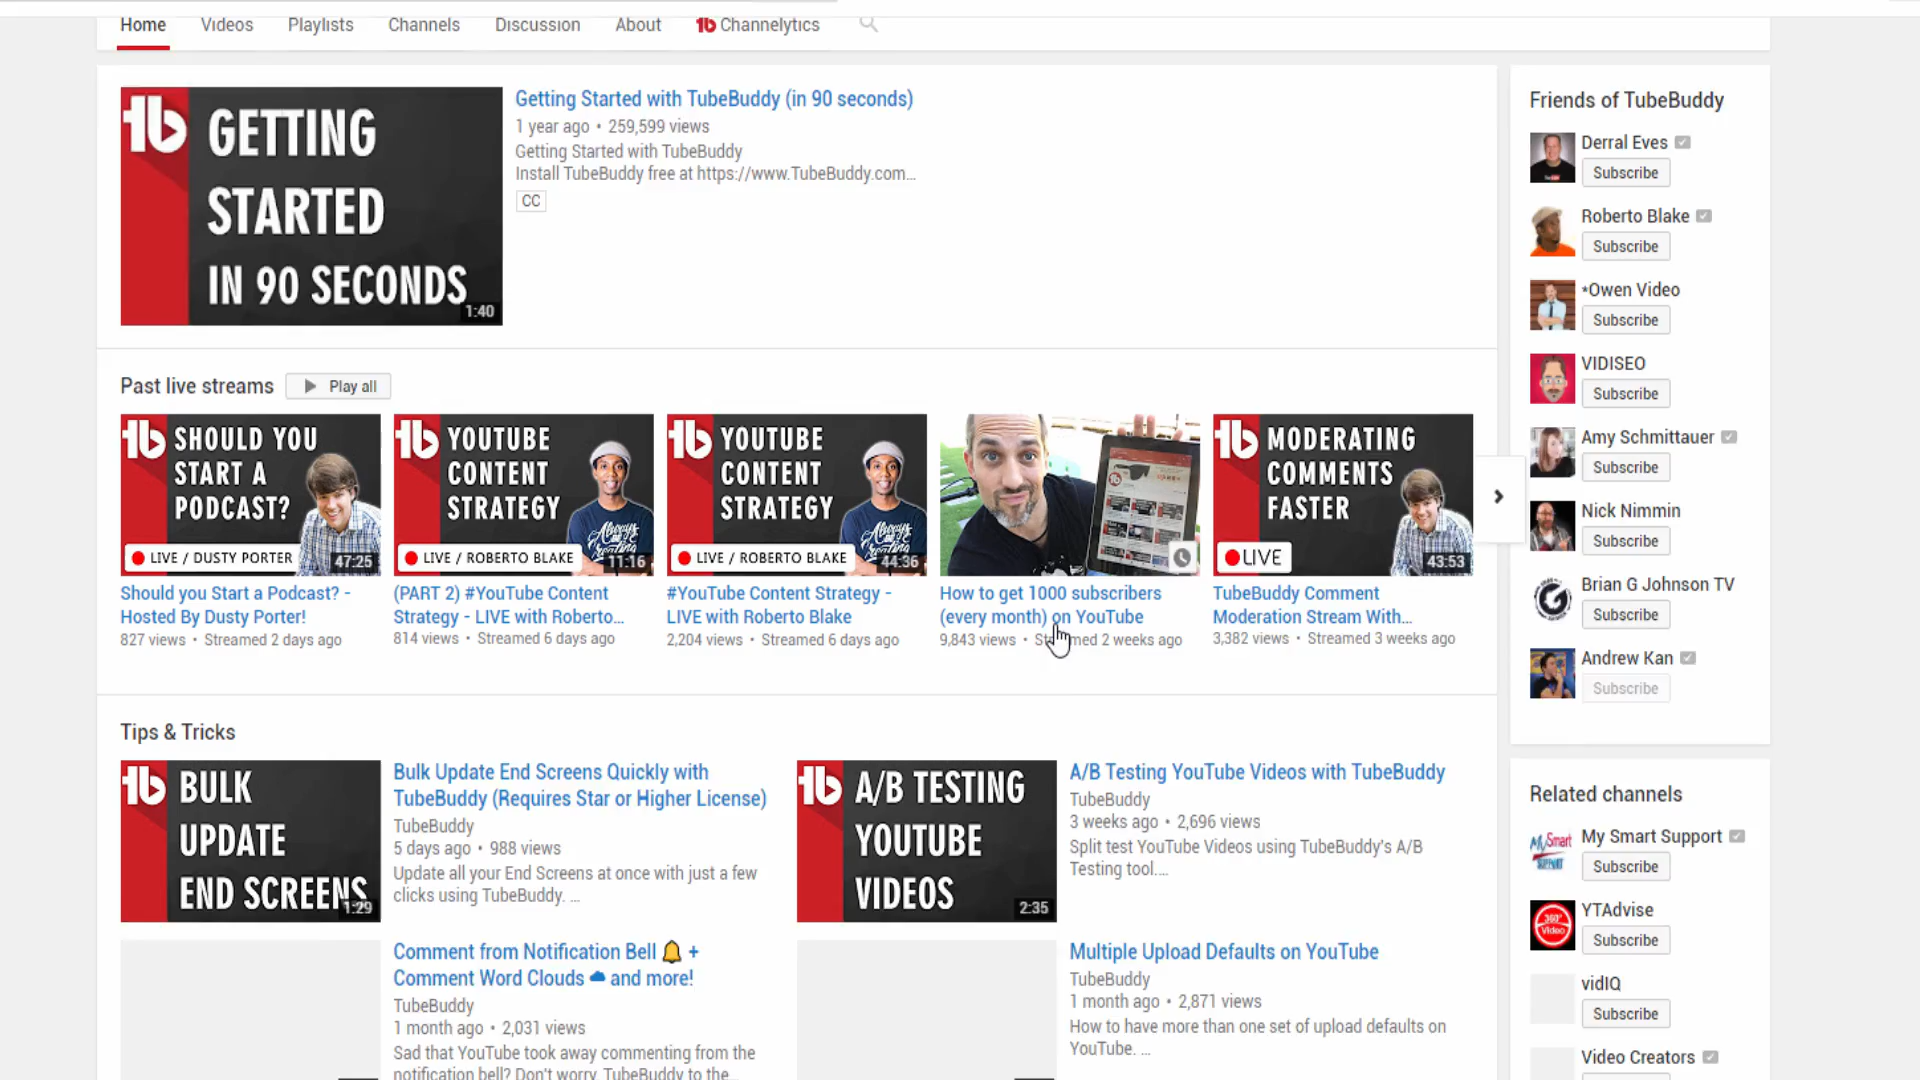 Home Videos Playlists Channels Discussion About Channelytics
GETTING
STARTED
IN 90 SECONDS
1:40
Getting Started with TubeBuddy (in 90 seconds)
1 year ago • 259,599 views
Getting Started with TubeBuddy
Install TubeBuddy free at https://www.TubeBuddy.com...
CC
Past live streams Play all
SHOULD YOU
START A
PODCAST?
LIVE / DUSTY PORTER 47:25
Should you Start a Podcast? -
Hosted By Dusty Porter!
827 views • Streamed 2 days ago
YOUTUBE
CONTENT
STRATEGY
LIVE / ROBERTO BLAKE 11:16
(PART 2) #YouTube Content
Strategy - LIVE with Roberto...
814 views • Streamed 6 days ago
YOUTUBE
CONTENT
STRATEGY
LIVE / ROBERTO BLAKE 44:36
#YouTube Content Strategy -
LIVE with Roberto Blake
2,204 views • Streamed 6 days ago
How to get 1000 subscribers
(every month) on YouTube
9,843 views • Streamed 2 weeks ago
MODERATING
COMMENTS
FASTER
LIVE 43:53
TubeBuddy Comment
Moderation Stream With...
3,382 views • Streamed 3 weeks ago
Tips & Tricks
BULK
UPDATE
END SCREENS
1:29
Bulk Update End Screens Quickly with
TubeBuddy (Requires Star or Higher License)
TubeBuddy
5 days ago • 988 views
Update all your End Screens at once with just a few
clicks using TubeBuddy. ...
A/B TESTING
YOUTUBE
VIDEOS
2:35
A/B Testing YouTube Videos with TubeBuddy
TubeBuddy
3 weeks ago • 2,696 views
Split test YouTube Videos using TubeBuddy's A/B
Testing tool....
Comment from Notification Bell 🔔 +
Comment Word Clouds ☁ and more!
TubeBuddy
1 month ago • 2,031 views
Sad that YouTube took away commenting from the
notification bell? Don't worry, TubeBuddy to the...
Multiple Upload Defaults on YouTube
TubeBuddy
1 month ago • 2,871 views
How to have more than one set of upload defaults on
YouTube. ...
Friends of TubeBuddy
Derral Eves
Subscribe
Roberto Blake
Subscribe
*Owen Video
Subscribe
VIDISEO
Subscribe
Amy Schmittauer
Subscribe
Nick Nimmin
Subscribe
Brian G Johnson TV
Subscribe
Andrew Kan
Subscribe
Related channels
My Smart Support
Subscribe
YTAdvise
Subscribe
vidIQ
Subscribe
Video Creators